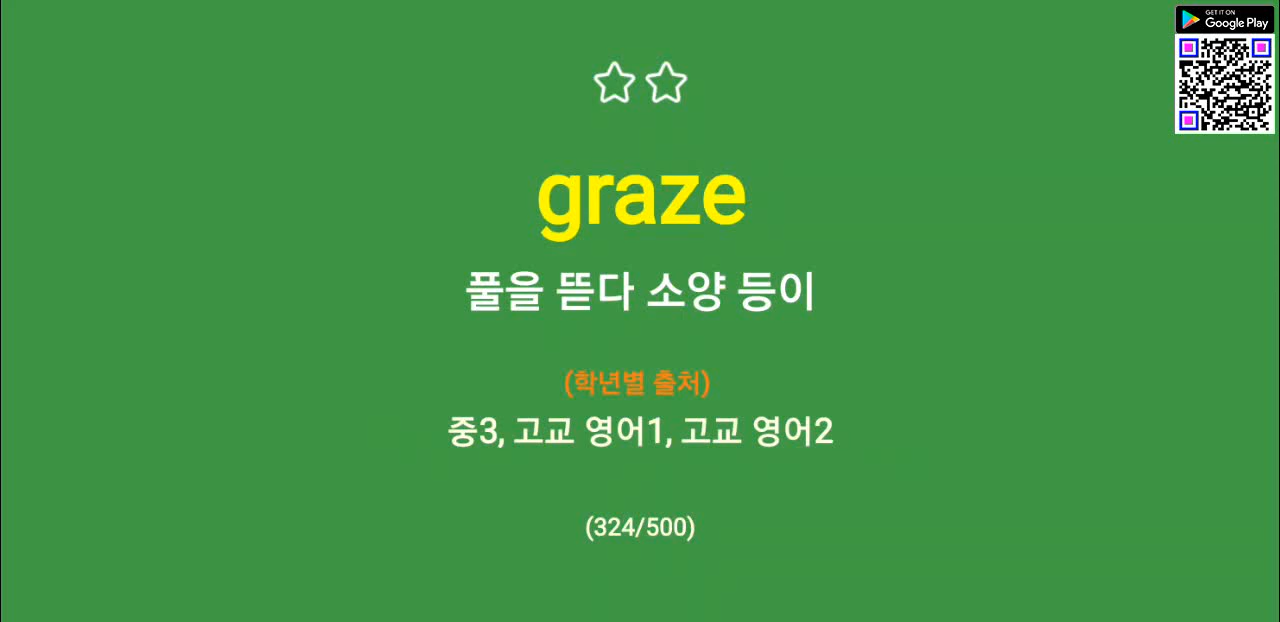 GET IT ON
Google Play
graze
풀을 뜯다 소양 등이
(학년별 출처)
중3, 고교 영어1, 고교 영어2
(324/500)